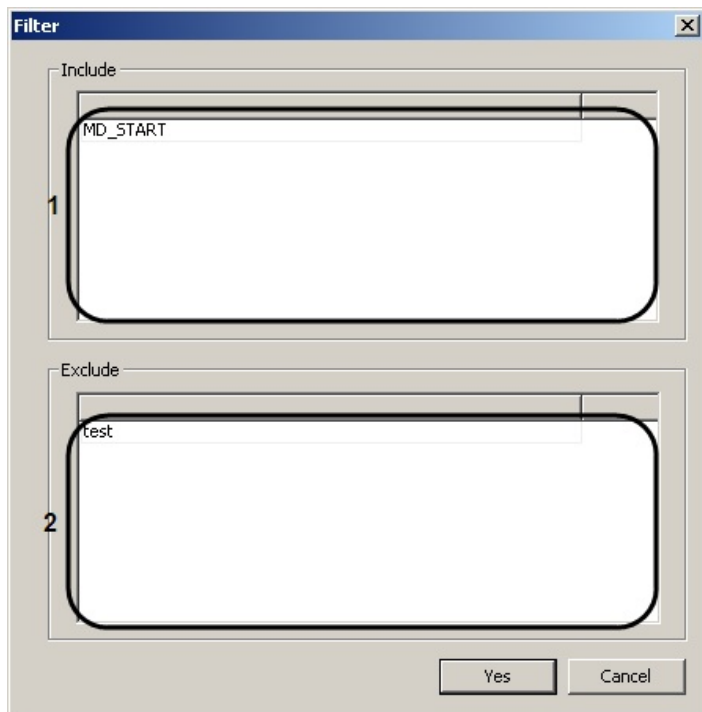 Filter
Include
MD_START
1
Exclude
test
2
Yes Cancel